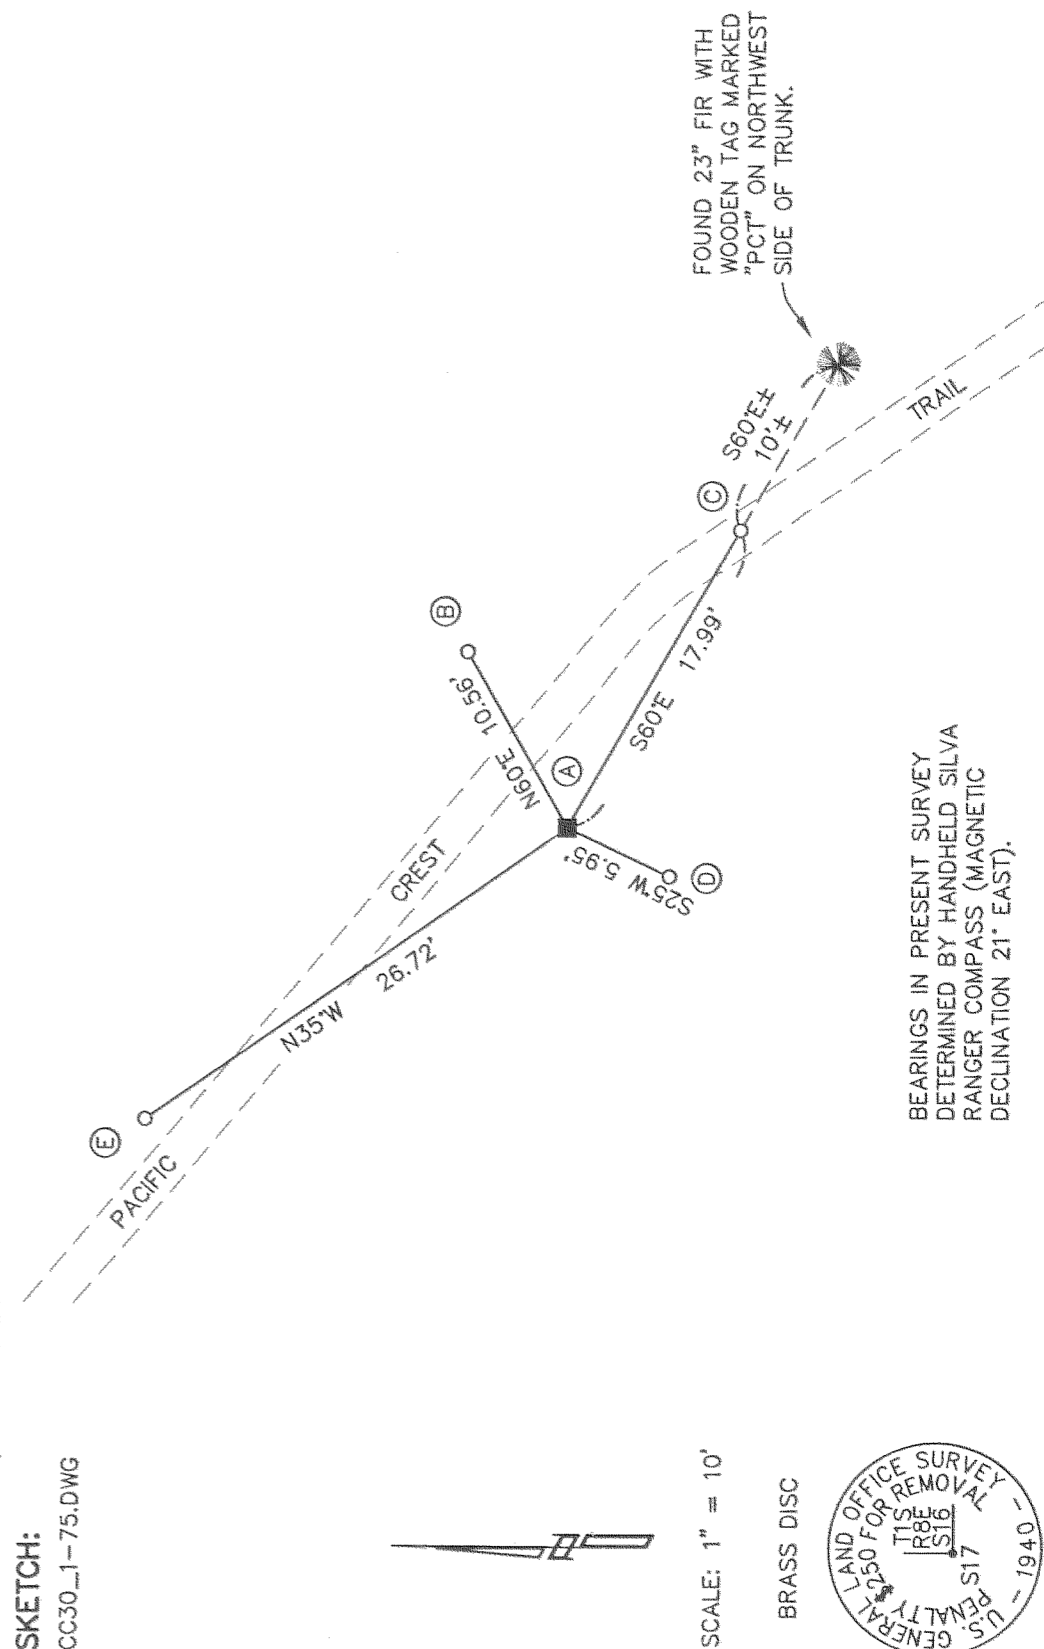 SKETCH:
CC30_1-75.DWG
SCALE: 1" = 10'
BRASS DISC
U.S. GENERAL LAND OFFICE SURVEY - 1940 -
PENALTY $250 FOR REMOVAL
T1S
R8E
S16
S17
PACIFIC
CREST
TRAIL
E
N35°W 26.72'
B
N60°E 10.56'
A
S25°W 5.95'
D
S60°E 17.99'
C
S60°E±
10'±
FOUND 23" FIR WITH
WOODEN TAG MARKED
"PCT" ON NORTHWEST
SIDE OF TRUNK.
BEARINGS IN PRESENT SURVEY
DETERMINED BY HANDHELD SILVA
RANGER COMPASS (MAGNETIC
DECLINATION 21° EAST).